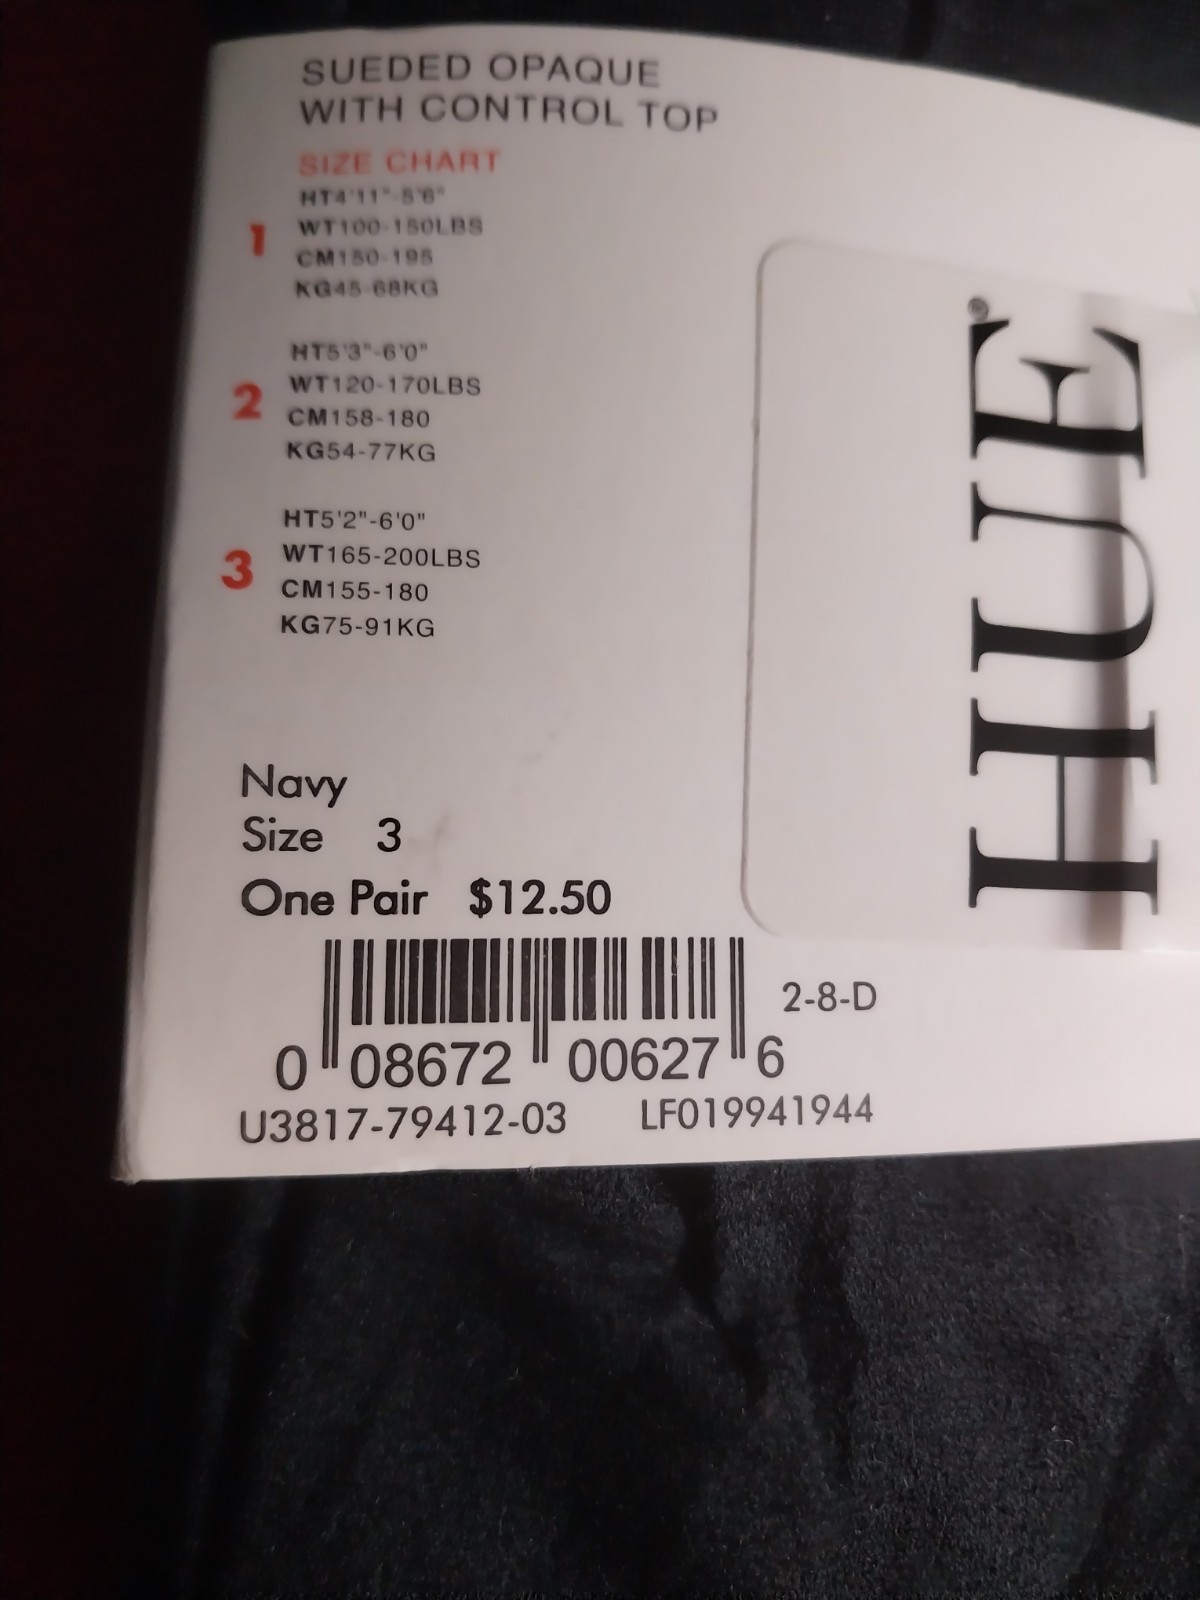 SUEDED OPAQUE
WITH CONTROL TOP
SIZE CHART
1
HT4'11"-5'6"
WT100-150LBS
CM150-195
KG45-68KG
2
HT5'3"-6'0"
WT120-170LBS
CM158-180
KG54-77KG
3
HT5'2"-6'0"
WT165-200LBS
CM155-180
KG75-91KG
HUE®
Navy
Size 3
One Pair $12.50
2-8-D
0 08672 00627 6
U3817-79412-03 LF019941944